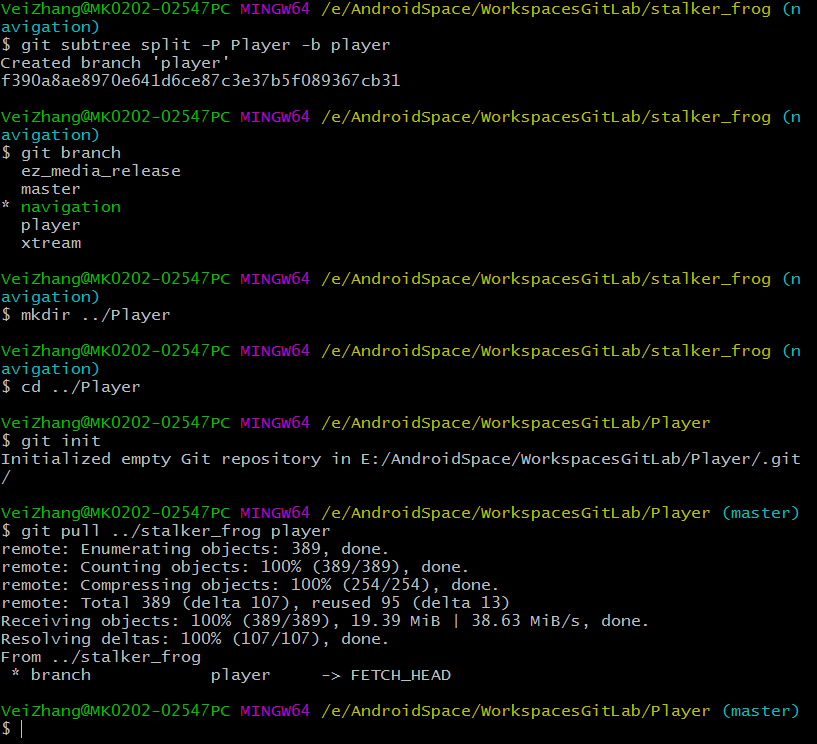 VeiZhang@MK0202-02547PC MINGW64 /e/AndroidSpace/WorkspacesGitLab/stalker_frog (n
avigation)
$ git subtree split -P Player -b player
Created branch 'player'
f390a8ae8970e641d6ce87c3e37b5f089367cb31
VeiZhang@MK0202-02547PC MINGW64 /e/AndroidSpace/WorkspacesGitLab/stalker_frog (n
avigation)
$ git branch
  ez_media_release
  master
* navigation
  player
  xtream
VeiZhang@MK0202-02547PC MINGW64 /e/AndroidSpace/WorkspacesGitLab/stalker_frog (n
avigation)
$ mkdir ../Player
VeiZhang@MK0202-02547PC MINGW64 /e/AndroidSpace/WorkspacesGitLab/stalker_frog (n
avigation)
$ cd ../Player
VeiZhang@MK0202-02547PC MINGW64 /e/AndroidSpace/WorkspacesGitLab/Player
$ git init
Initialized empty Git repository in E:/AndroidSpace/WorkspacesGitLab/Player/.git
/
VeiZhang@MK0202-02547PC MINGW64 /e/AndroidSpace/WorkspacesGitLab/Player (master)
$ git pull ../stalker_frog player
remote: Enumerating objects: 389, done.
remote: Counting objects: 100% (389/389), done.
remote: Compressing objects: 100% (254/254), done.
remote: Total 389 (delta 107), reused 95 (delta 13)
Receiving objects: 100% (389/389), 19.39 MiB | 38.63 MiB/s, done.
Resolving deltas: 100% (107/107), done.
From ../stalker_frog
 * branch            player     -> FETCH_HEAD
VeiZhang@MK0202-02547PC MINGW64 /e/AndroidSpace/WorkspacesGitLab/Player (master)
$